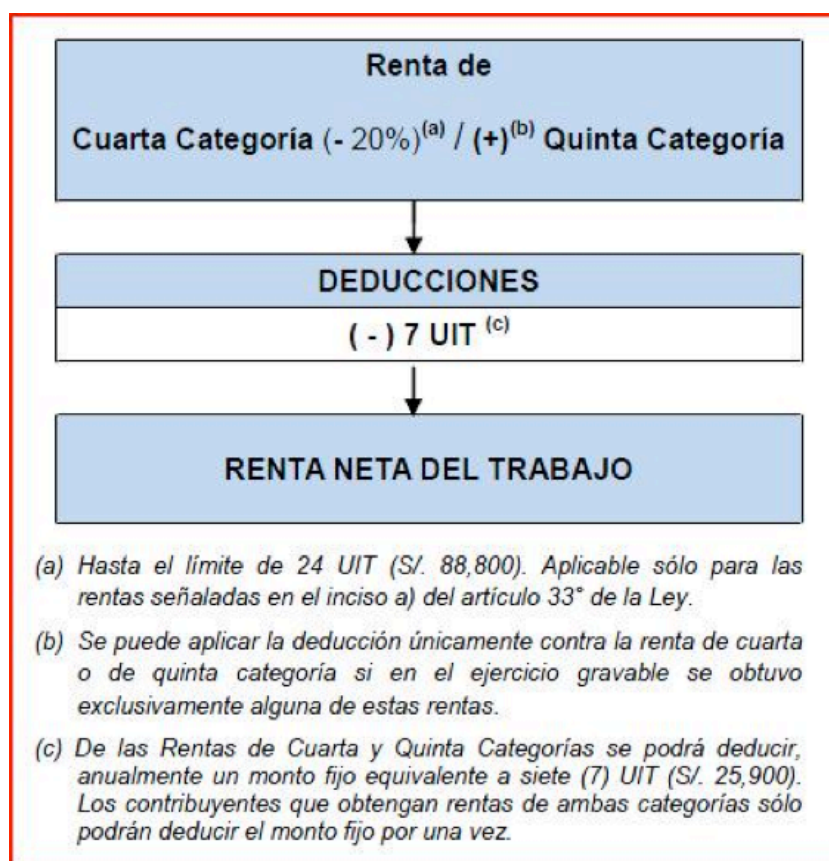 Renta de
Cuarta Categoría (- 20%)(a) / (+)(b) Quinta Categoría
DEDUCCIONES
( - ) 7 UIT (c)
RENTA NETA DEL TRABAJO
(a) Hasta el límite de 24 UIT (S/. 88,800). Aplicable sólo para las
rentas señaladas en el inciso a) del artículo 33° de la Ley.
(b) Se puede aplicar la deducción únicamente contra la renta de cuarta
o de quinta categoría si en el ejercicio gravable se obtuvo
exclusivamente alguna de estas rentas.
(c) De las Rentas de Cuarta y Quinta Categorías se podrá deducir,
anualmente un monto fijo equivalente a siete (7) UIT (S/. 25,900).
Los contribuyentes que obtengan rentas de ambas categorías sólo
podrán deducir el monto fijo por una vez.